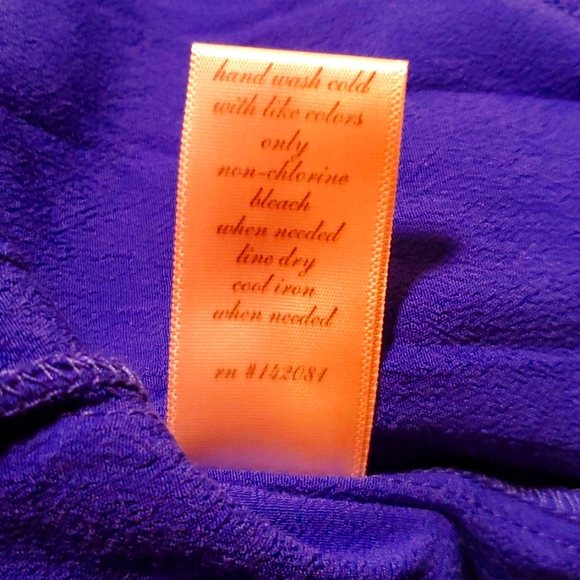 hand wash cold
with like colors
only
non-chlorine
bleach
when needed
line dry
cool iron
when needed
rn #142081